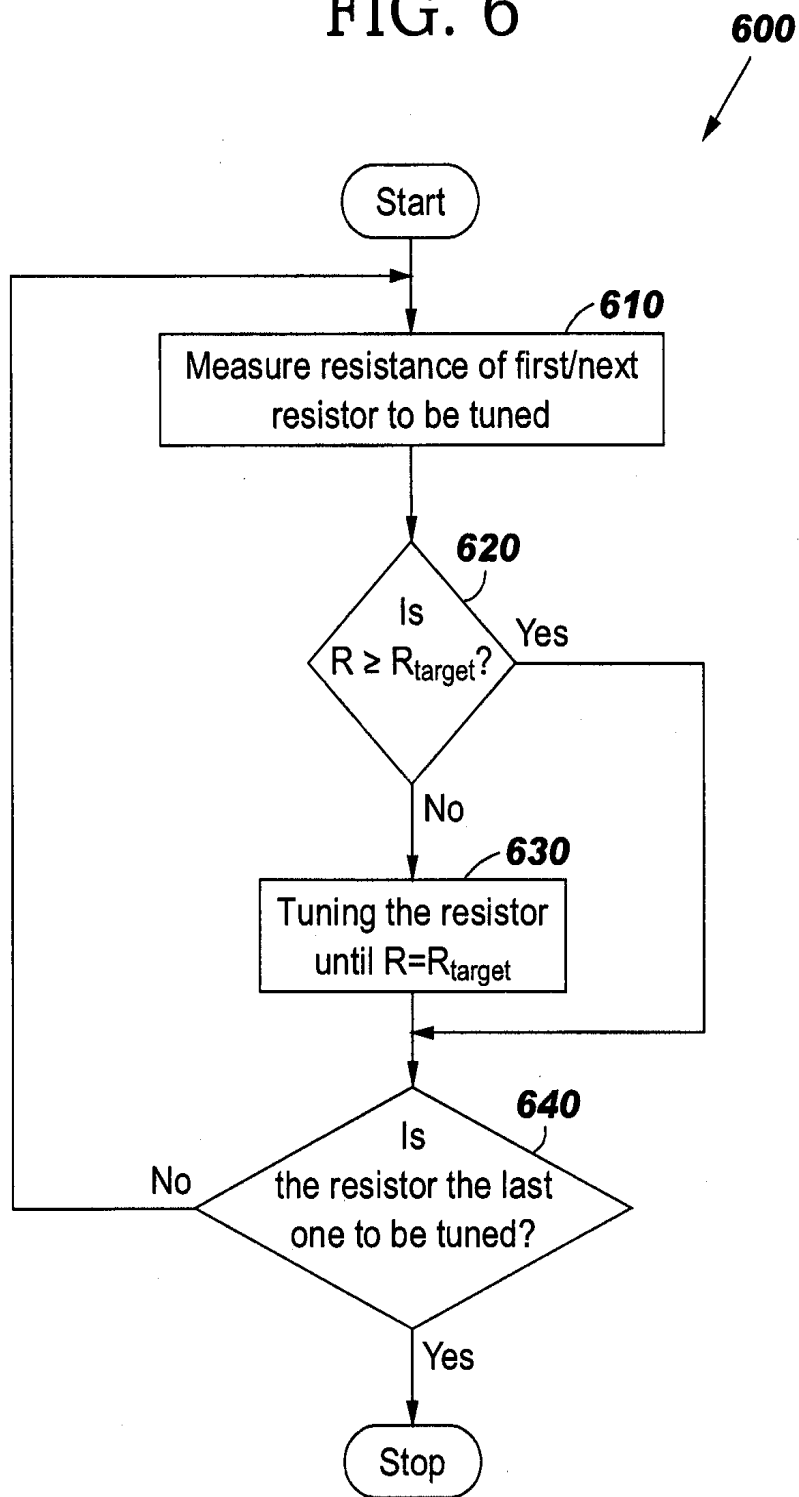 FIG. 6
600
Start
610
Measure resistance of first/next
resistor to be tuned
620
Is
R ≥ Rtarget?
Yes
No
630
Tuning the resistor
until R=Rtarget
640
Is
the resistor the last
one to be tuned?
No
Yes
Stop